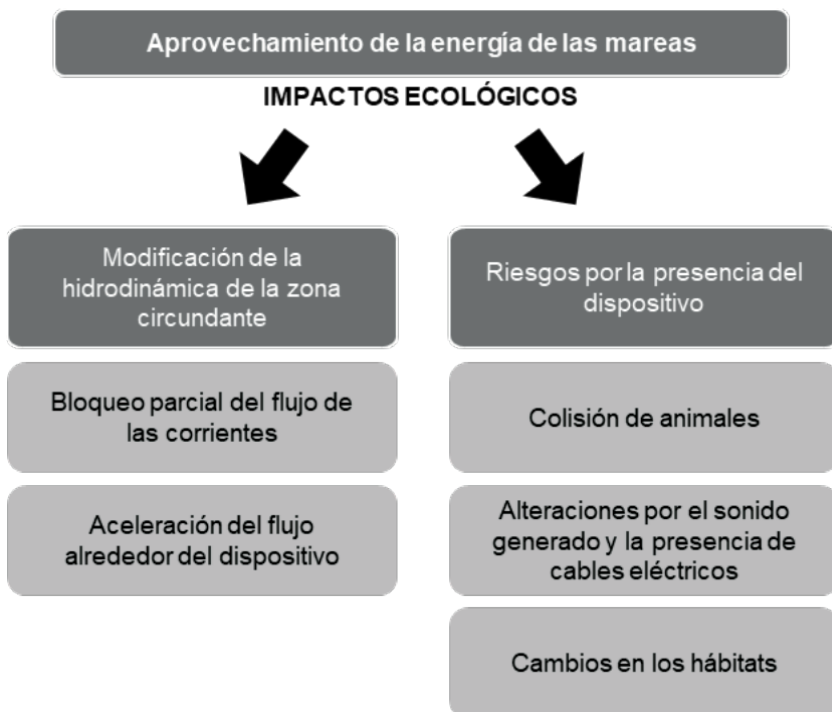 Aprovechamiento de la energía de las mareas
IMPACTOS ECOLÓGICOS
Modificación de la
hidrodinámica de la zona
circundante
Bloqueo parcial del flujo de
las corrientes
Aceleración del flujo
alrededor del dispositivo
Riesgos por la presencia del
dispositivo
Colisión de animales
Alteraciones por el sonido
generado y la presencia de
cables eléctricos
Cambios en los hábitats